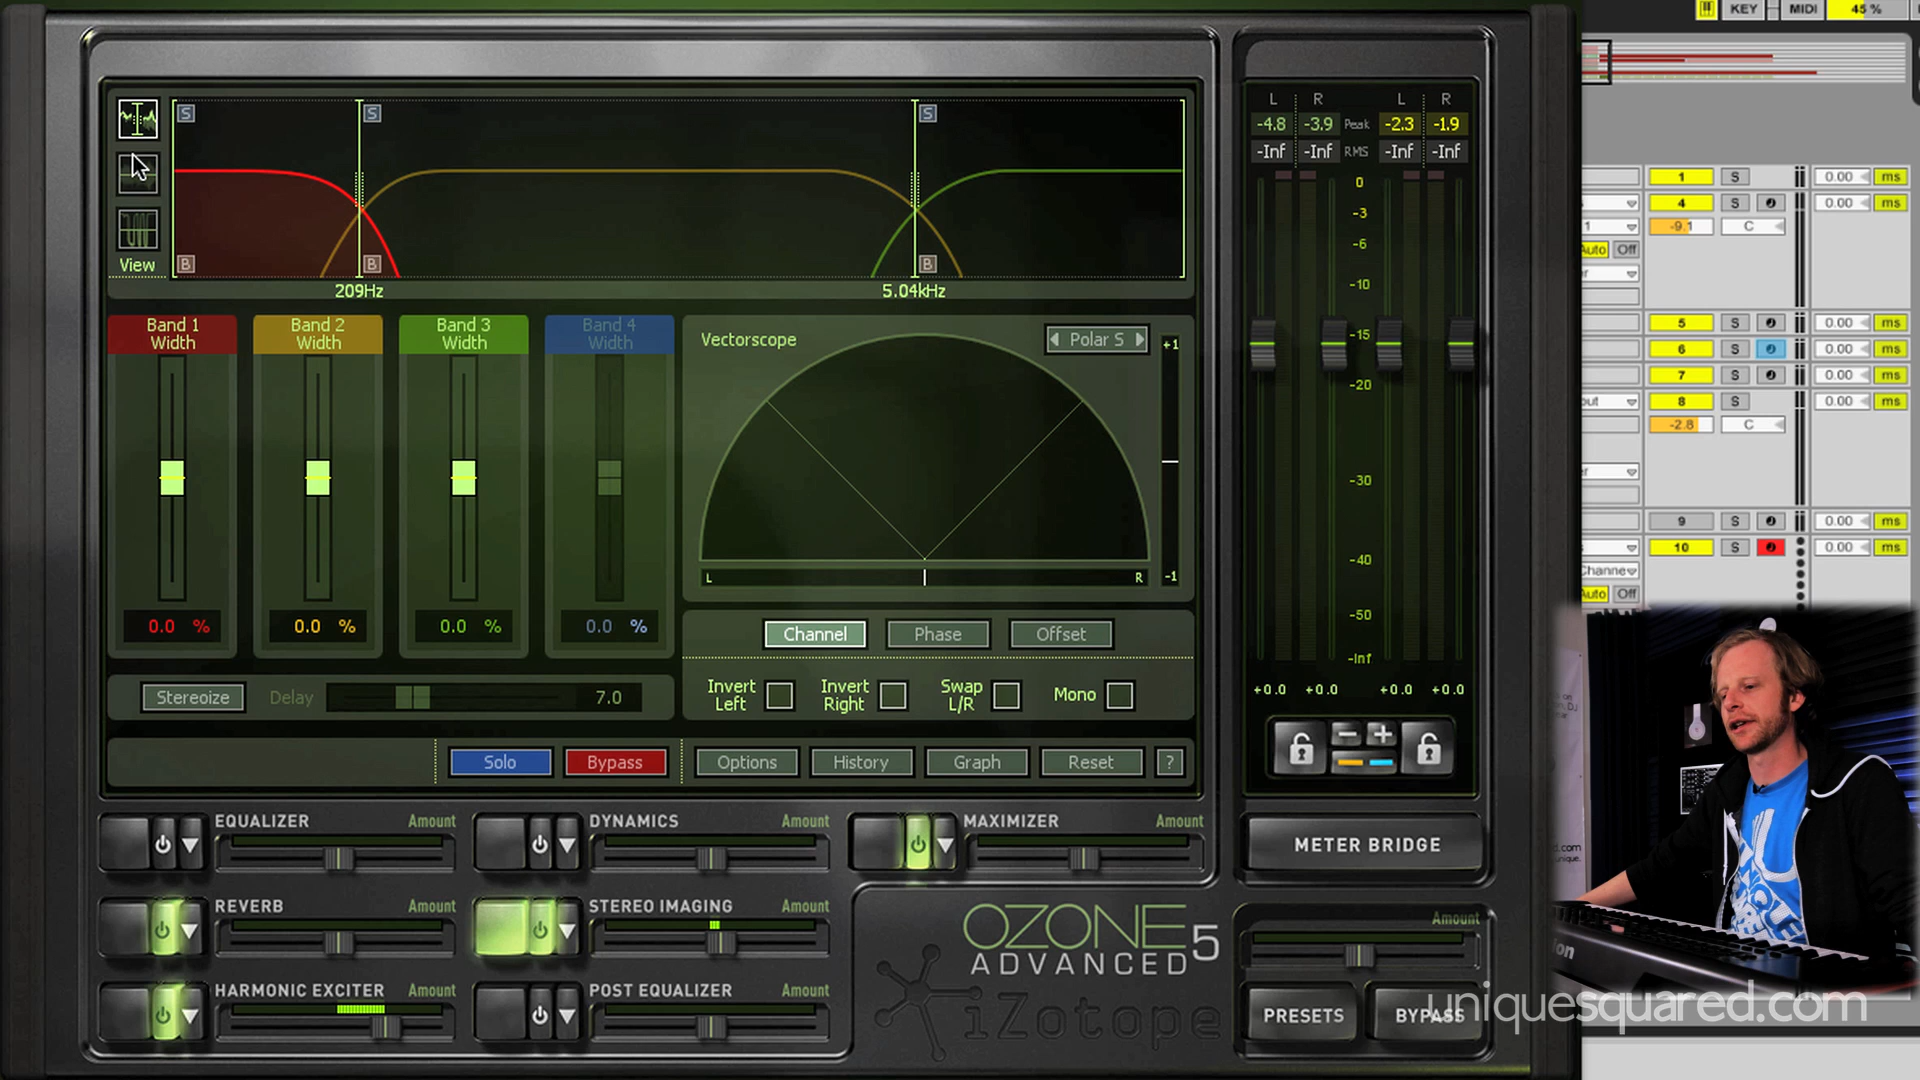 KEY MIDI 45 %
L R L R
-4.8 -3.9 Peak -2.3 -1.9
-Inf -Inf RMS -Inf -Inf
S S S
B B B
View
209Hz 5.04kHz
Band 1 Width
Band 2 Width
Band 3 Width
Band 4 Width
0.0 % 0.0 % 0.0 % 0.0 %
Vectorscope
Polar S
+1
L R -1
0
-3
-6
-10
-15
-20
-30
-40
-50
-Inf
+0.0 +0.0 +0.0 +0.0
Channel Phase Offset
Invert Left
Invert Right
Swap L/R
Mono
Stereoize Delay 7.0
Solo Bypass Options History Graph Reset ?
EQUALIZER Amount
DYNAMICS Amount
MAXIMIZER Amount
REVERB Amount
STEREO IMAGING Amount
HARMONIC EXCITER Amount
POST EQUALIZER Amount
OZONE 5
ADVANCED
iZotope
METER BRIDGE
Amount
PRESETS BYPASS
1 S 0.00 ms
4 S 0.00 ms
1 -9.1 C
Auto Off
5 S 0.00 ms
6 S 0.00 ms
7 S 0.00 ms
8 S 0.00 ms
-2.8 C
9 S 0.00 ms
10 S 0.00 ms
Auto Off
uniquesquared.com